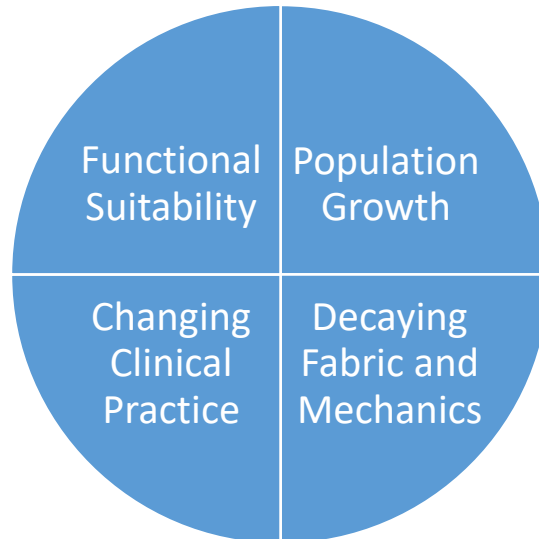 Functional
Suitability
Population
Growth
Changing
Clinical
Practice
Decaying
Fabric and
Mechanics